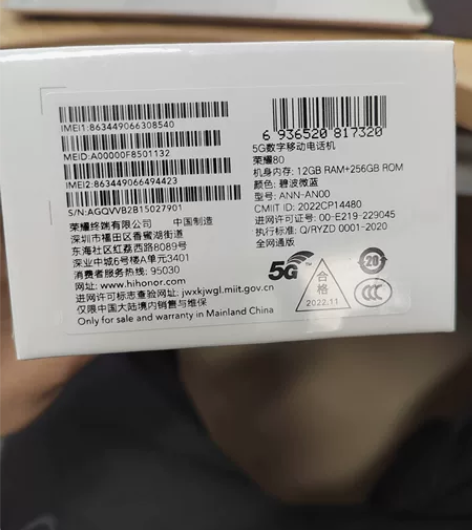 IMEI1:863449066308540
MEID:A00000F8501132
IMEI2:863449066494423
S/N:AGQVVB2B15027901
荣耀终端有限公司 中国制造
深圳市福田区香蜜湖街道
东海社区红荔西路8089号
深业中城6号楼A单元3401
消费者服务热线: 95030
网址: www.hihonor.com
进网许可标志查验网址: jwxkjwgl.miit.gov.cn
仅限中国大陆境内销售与维保
Only for sale and warranty in Mainland China
6 936520 817320
5G数字移动电话机
荣耀80
机身内存: 12GB RAM+256GB ROM
颜色: 碧波微蓝
型号: ANN-AN00
CMIIT ID: 2022CP14480
进网许可证号: 00-E219-229045
执行标准: Q/RYZD 0001-2020
全网通版
5G
合格
2022.11
20
CCC